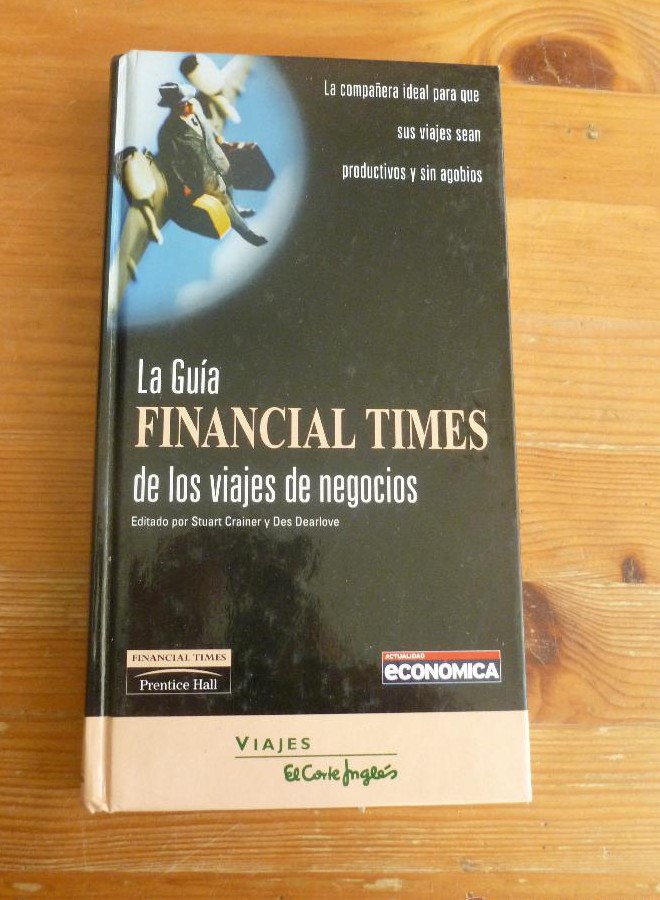 La compañera ideal para que
sus viajes sean
productivos y sin agobios
La Guía
FINANCIAL TIMES
de los viajes de negocios
Editado por Stuart Crainer y Des Dearlove
FINANCIAL TIMES
Prentice Hall
ACTUALIDAD
eCONOMICA
VIAJES
El Corte Inglés